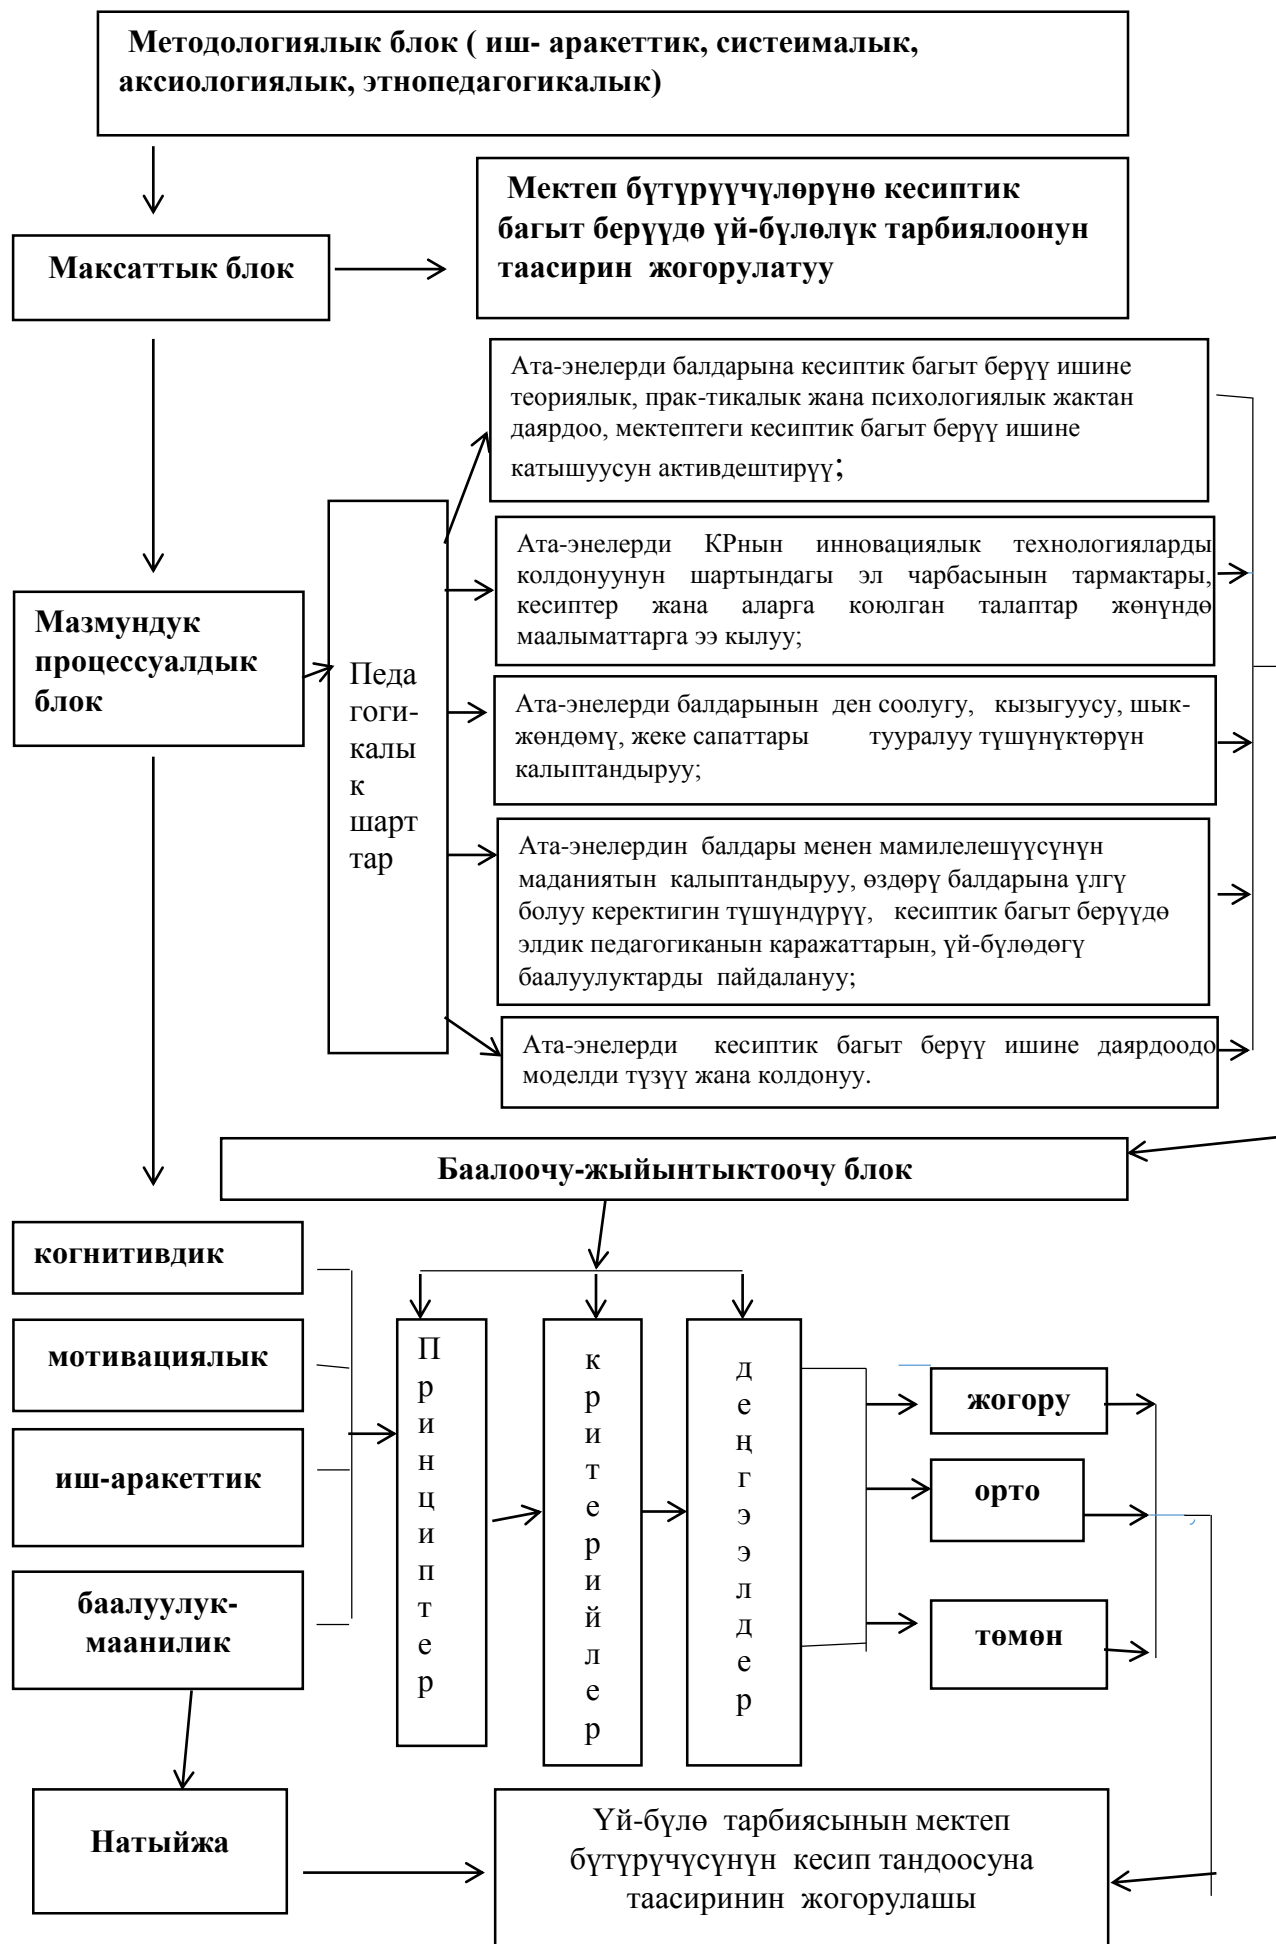 Методологиялык блок ( иш- аракеттик, систеималык,
аксиологиялык, этнопедагогикалык)
Мектеп бүтүрүүчүлөрүнө кесиптик
багыт берүүдө үй-бүлөлүк тарбиялоонун
таасирин жогорулатуу
Максаттык блок
Ата-энелерди балдарына кесиптик багыт берүү ишине
теориялык, прак-тикалык жана психологиялык жактан
даярдоо, мектептеги кесиптик багыт берүү ишине
катышуусун активдештирүү;
Ата-энелерди КРнын инновациялык технологияларды
колдонуунун шартындагы эл чарбасынын тармактары,
кесиптер жана аларга коюлган талаптар жөнүндө
маалыматтарга ээ кылуу;
Мазмундук
процессуалдык
блок
Педа
гоги-
калы
к
шарт
тар
Ата-энелерди балдарынын ден соолугу, кызыгуусу, шык-
жөндөмү, жеке сапаттары тууралуу түшүнүктөрүн
калыптандыруу;
Ата-энелердин балдары менен мамилелешүүсүнүн
маданиятын калыптандыруу, өздөрү балдарына үлгү
болуу керектигин түшүндүрүү, кесиптик багыт берүүдө
элдик педагогиканын каражаттарын, үй-бүлөдөгү
баалуулуктарды пайдалануу;
Ата-энелерди кесиптик багыт берүү ишине даярдоодо
моделди түзүү жана колдонуу.
Баалоочу-жыйынтыктоочу блок
когнитивдик
мотивациялык
иш-аракеттик
баалуулук-
маанилик
Принциптер
критерийлер
деңгээлдер
жогору
орто
төмөн
Натыйжа
Үй-бүлө тарбиясынын мектеп
бүтүрүчүсүнүн кесип тандоосуна
таасиринин жогорулашы